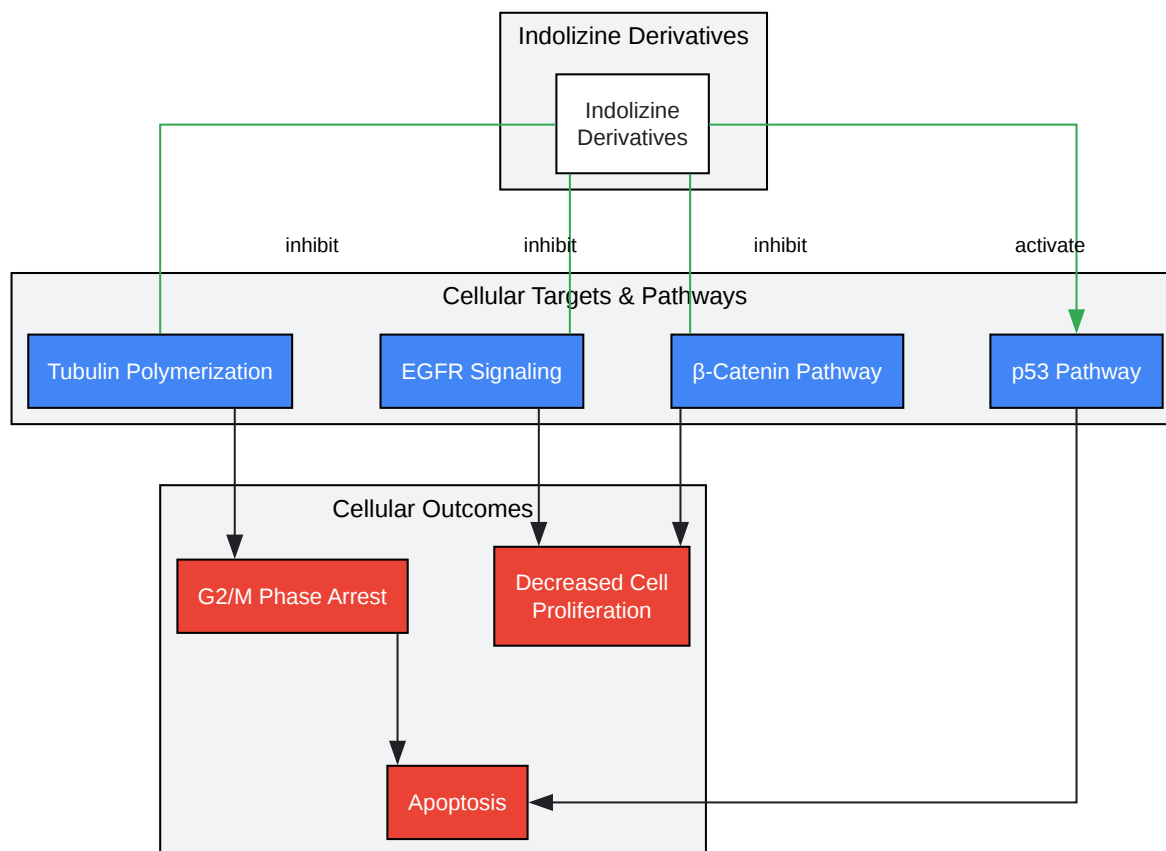 Indolizine Derivatives
Indolizine
Derivatives
inhibit
inhibit
inhibit
activate
Cellular Targets & Pathways
Tubulin Polymerization
EGFR Signaling
β-Catenin Pathway
p53 Pathway
Cellular Outcomes
G2/M Phase Arrest
Decreased Cell
Proliferation
Apoptosis